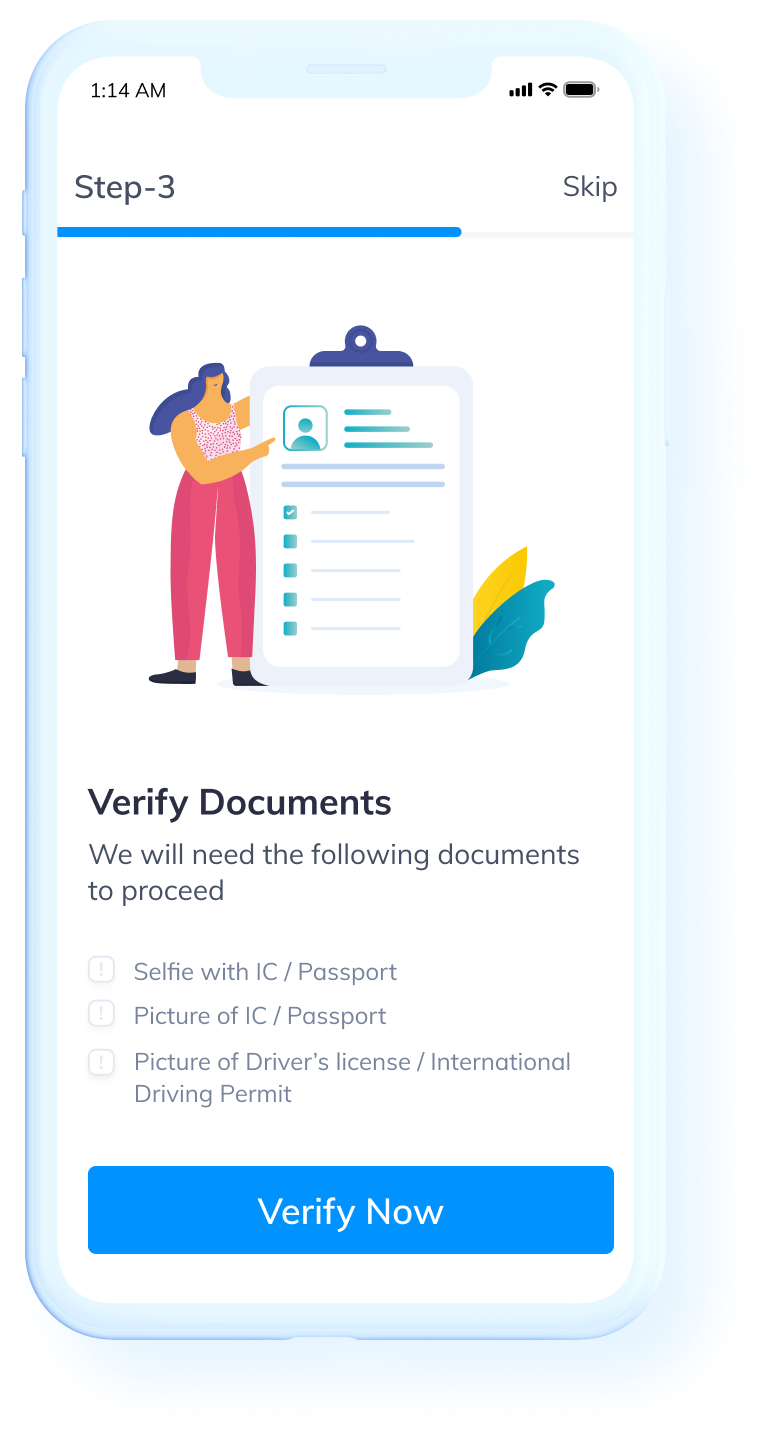 1:14 AM
Step-3
Skip
Verify Documents
We will need the following documents
to proceed
! Selfie with IC / Passport
! Picture of IC / Passport
! Picture of Driver’s license / International
Driving Permit
Verify Now